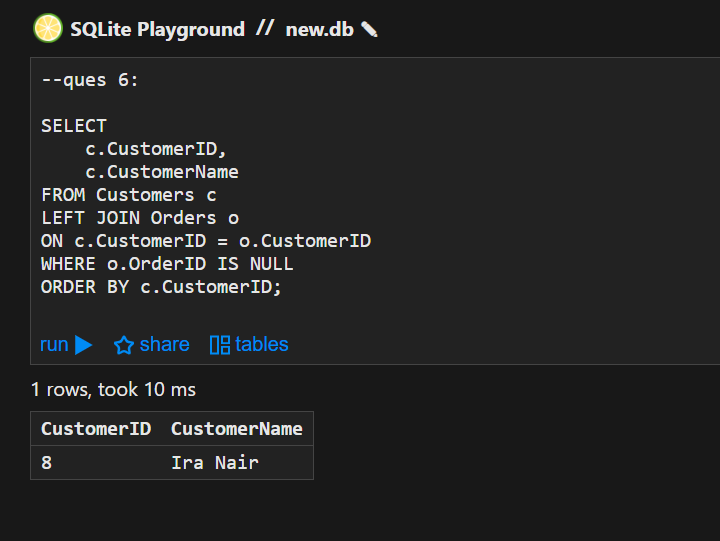 SQLite Playground // new.db
--ques 6:
SELECT
c.CustomerID,
c.CustomerName
FROM Customers c
LEFT JOIN Orders o
ON c.CustomerID = o.CustomerID
WHERE o.OrderID IS NULL
ORDER BY c.CustomerID;
run share tables
1 rows, took 10 ms
CustomerID CustomerName
8 Ira Nair